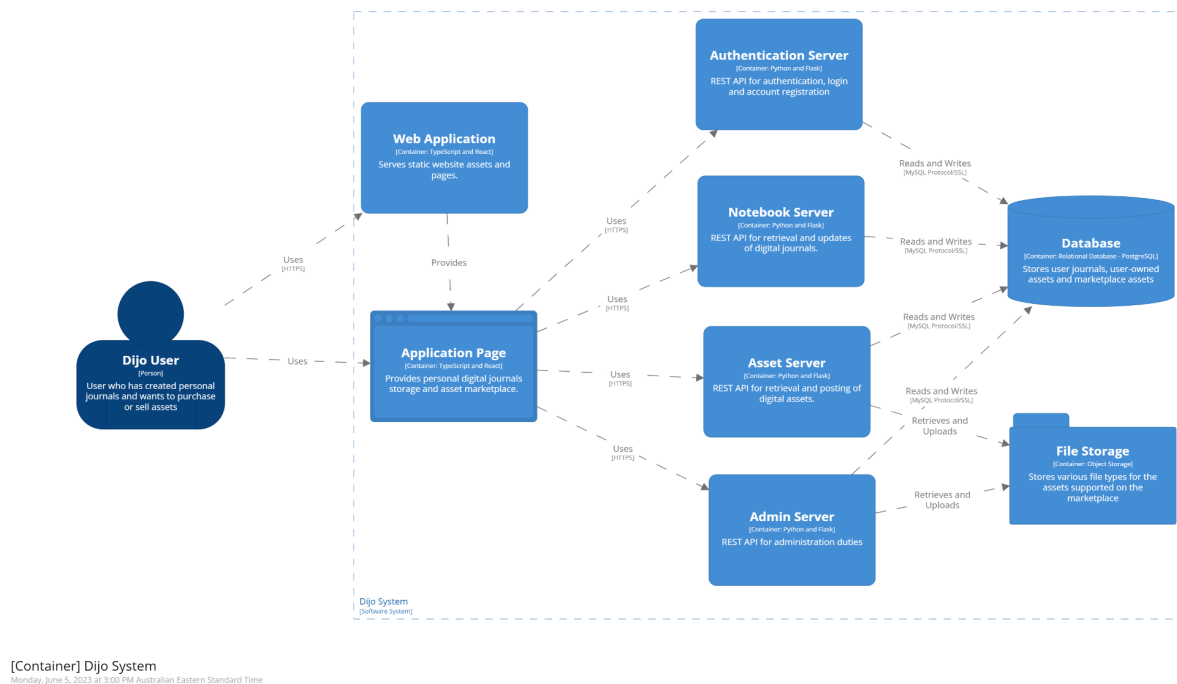 Authentication Server
[Container: Python and Flask]
REST API for authentication, login
and account registration
Web Application
[Container: TypeScript and React]
Serves static website assets and
pages.
Reads and Writes
[MySQL Protocol/SSL]
Uses
[HTTPS]
Notebook Server
[Container: Python and Flask]
REST API for retrieval and updates
of digital journals.
Reads and Writes
[MySQL Protocol/SSL]
Database
[Container: Relational Database - PostgreSQL]
Stores user journals, user-owned
assets and marketplace assets
Uses
[HTTPS]
Provides
Uses
[HTTPS]
Reads and Writes
[MySQL Protocol/SSL]
Dijo User
[Person]
User who has created personal
journals and wants to purchase
or sell assets
Uses
Application Page
[Container: TypeScript and React]
Provides personal digital journals
storage and asset marketplace.
Uses
[HTTPS]
Asset Server
[Container: Python and Flask]
REST API for retrieval and posting of
digital assets.
Reads and Writes
[MySQL Protocol/SSL]
Retrieves and
Uploads
Uses
[HTTPS]
File Storage
[Container: Object Storage]
Stores various file types for the
assets supported on the
marketplace
Admin Server
[Container: Python and Flask]
REST API for administration duties
Retrieves and
Uploads
Dijo System
[Software System]
[Container] Dijo System
Monday, June 5, 2023 at 3:00 PM Australian Eastern Standard Time